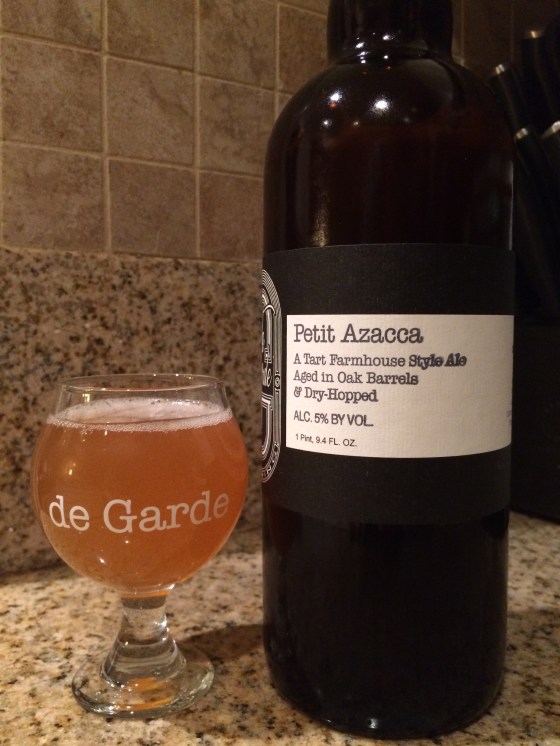 de Garde
Petit Azacca
A Tart Farmhouse Style Ale
Aged in Oak Barrels
& Dry-Hopped
ALC. 5% BY VOL.
1 Pint, 9.4 FL. OZ.